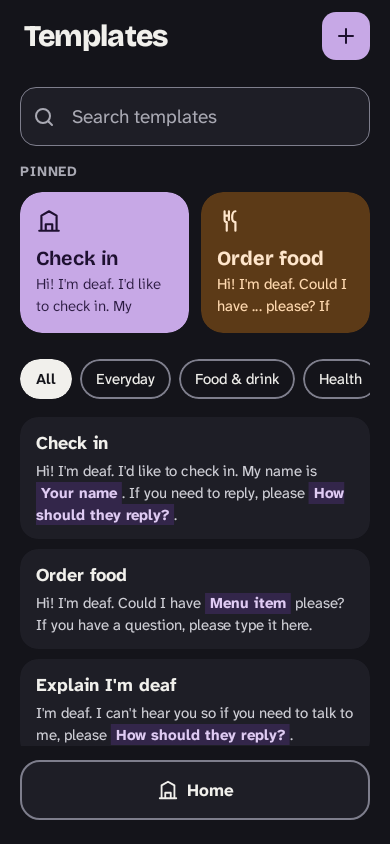 Templates
Search templates
PINNED
Check in
Hi! I'm deaf. I'd like
to check in. My
Order food
Hi! I'm deaf. Could I
have ... please? If
All
Everyday
Food & drink
Health
Check in
Hi! I'm deaf. I'd like to check in. My name is
Your name . If you need to reply, please How
should they reply? .
Order food
Hi! I'm deaf. Could I have Menu item please?
If you have a question, please type it here.
Explain I'm deaf
I'm deaf. I can't hear you so if you need to talk to
me, please How should they reply? .
Home